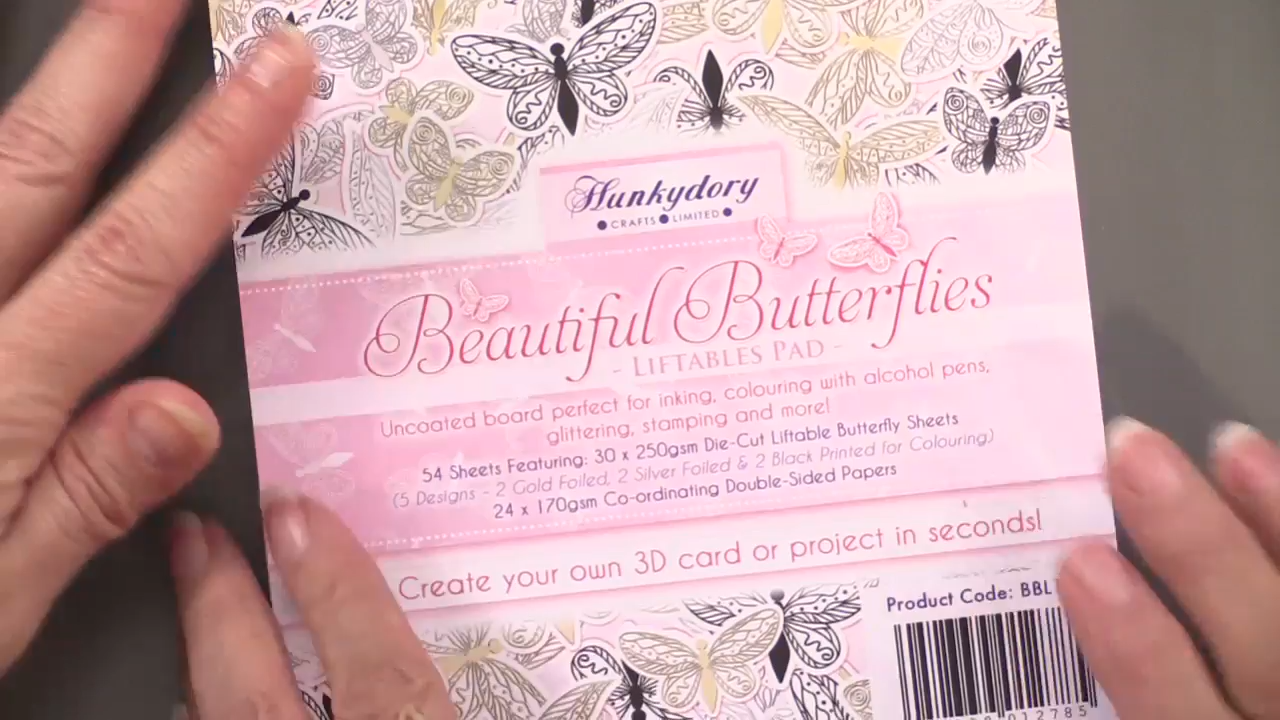 Hunkydory
CRAFTS LIMITED
Beautiful Butterflies
- LIFTABLES PAD -
Uncoated board perfect for inking, colouring with alcohol pens,
glittering, stamping and more!
54 Sheets Featuring: 30 x 250gsm Die-Cut Liftable Butterfly Sheets
(5 Designs - 2 Gold Foiled, 2 Silver Foiled & 2 Black Printed for Colouring)
24 x 170gsm Co-ordinating Double-Sided Papers
Create your own 3D card or project in seconds!
Product Code: BBL
012785